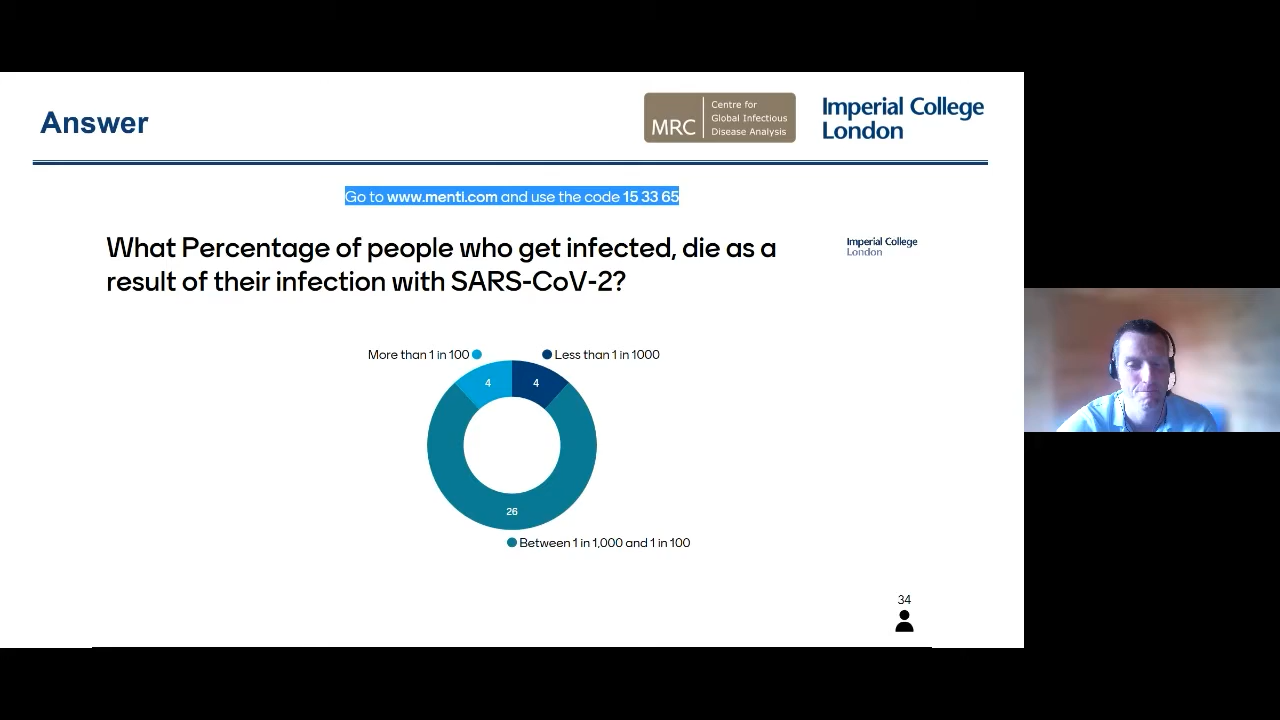 Answer
MRC
Centre for
Global Infectious
Disease Analysis
Imperial College
London
Go to www.menti.com and use the code 15 33 65
What Percentage of people who get infected, die as a
result of their infection with SARS-CoV-2?
Imperial College
London
More than 1 in 100
Less than 1 in 1000
4
4
26
Between 1 in 1,000 and 1 in 100
34